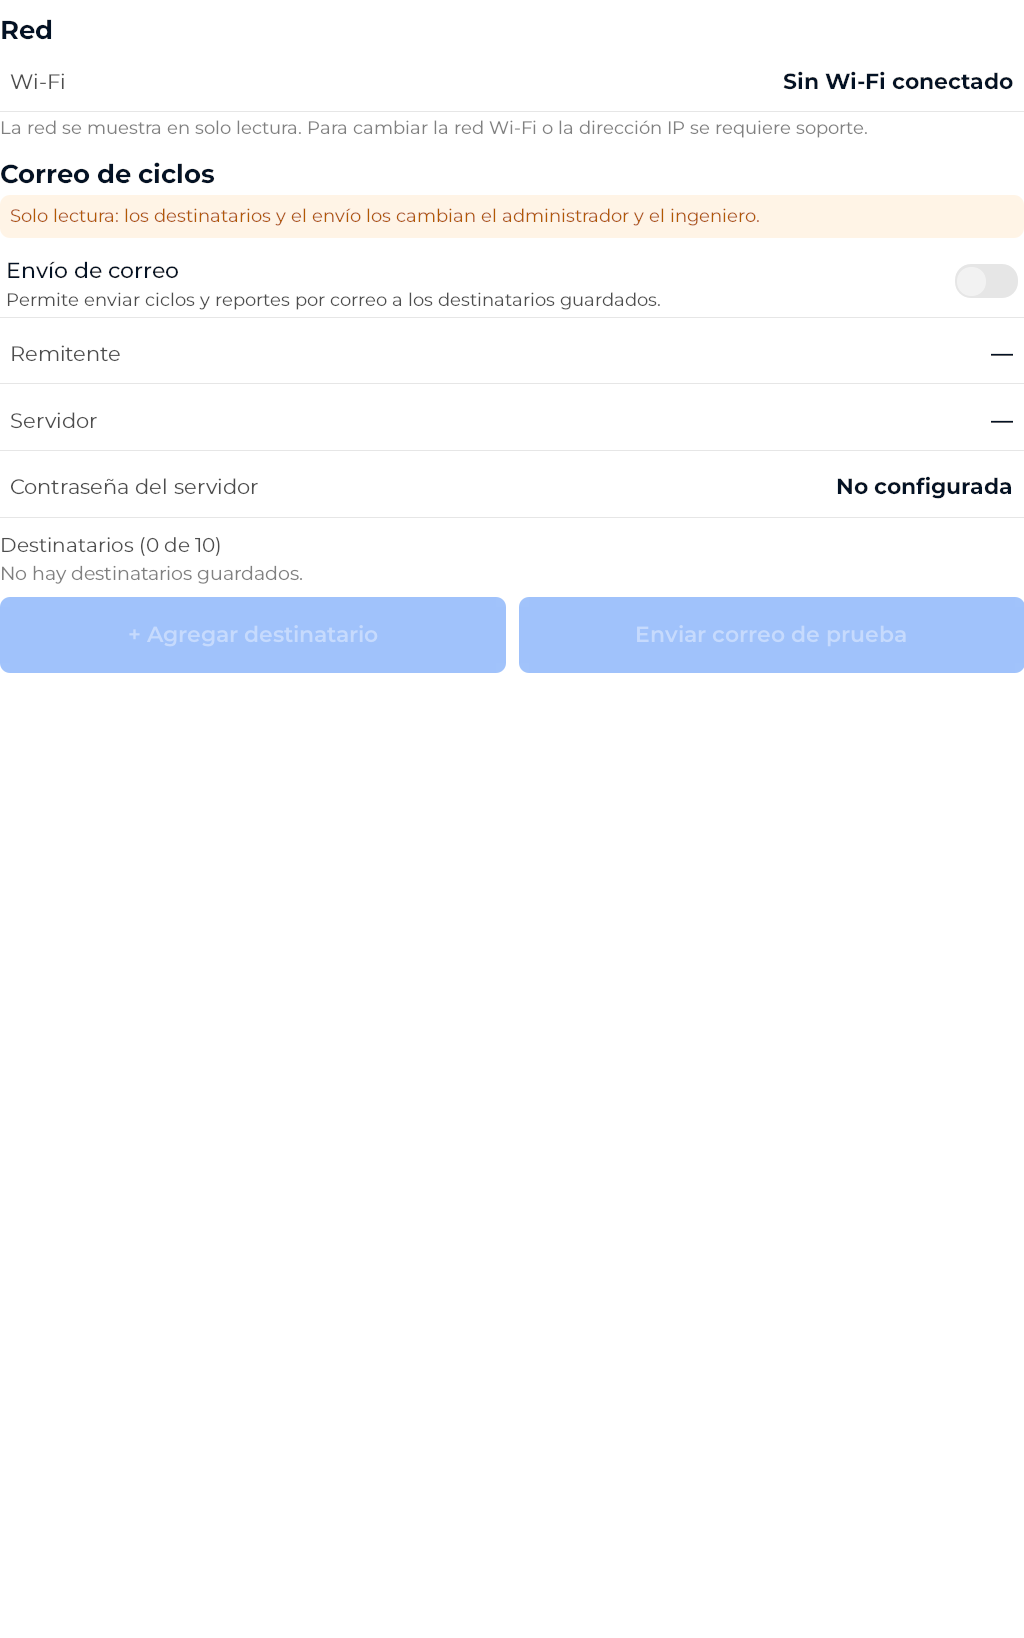 Red
Wi-Fi
Sin Wi-Fi conectado
La red se muestra en solo lectura. Para cambiar la red Wi-Fi o la dirección IP se requiere soporte.
Correo de ciclos
Solo lectura: los destinatarios y el envío los cambian el administrador y el ingeniero.
Envío de correo
Permite enviar ciclos y reportes por correo a los destinatarios guardados.
Remitente
—
Servidor
—
Contraseña del servidor
No configurada
Destinatarios (0 de 10)
No hay destinatarios guardados.
+ Agregar destinatario
Enviar correo de prueba